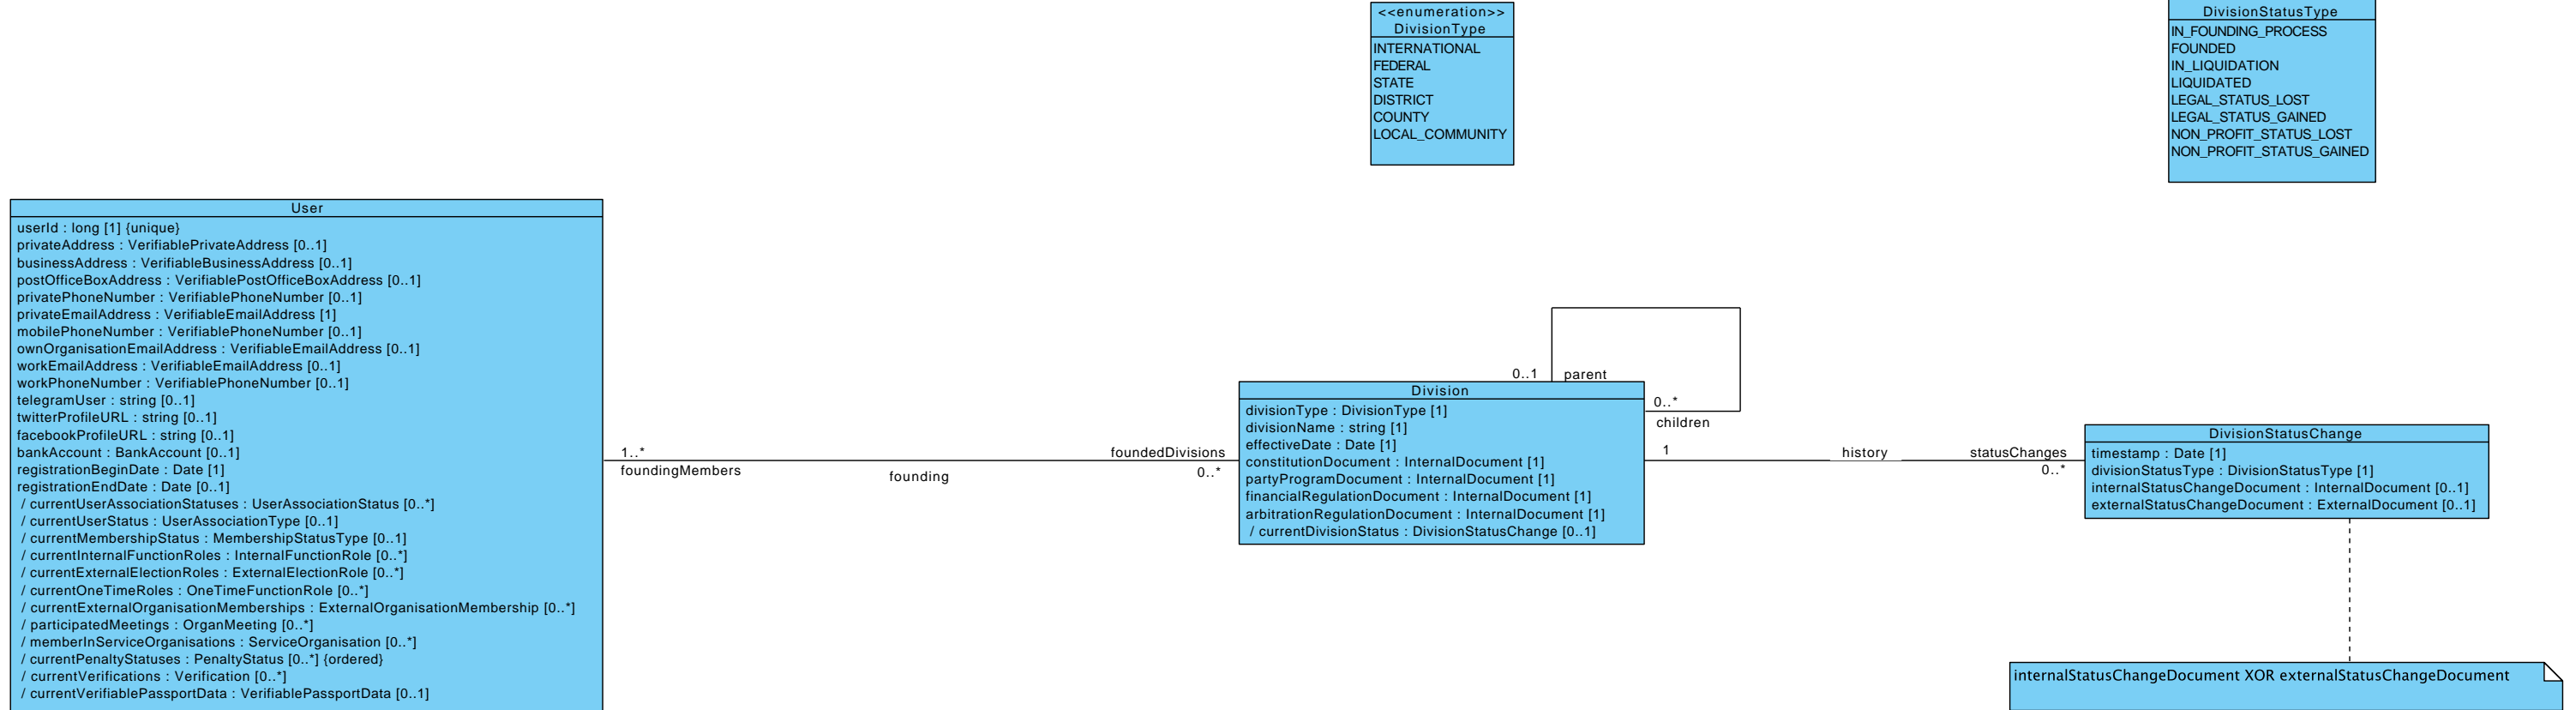 <<enumeration>>
DivisionType
INTERNATIONAL
FEDERAL
STATE
DISTRICT
COUNTY
LOCAL_COMMUNITY
DivisionStatusType
IN_FOUNDING_PROCESS
FOUNDED
IN_LIQUIDATION
LIQUIDATED
LEGAL_STATUS_LOST
LEGAL_STATUS_GAINED
NON_PROFIT_STATUS_LOST
NON_PROFIT_STATUS_GAINED
User
userId : long [1] {unique}
privateAddress : VerifiablePrivateAddress [0..1]
businessAddress : VerifiableBusinessAddress [0..1]
postOfficeBoxAddress : VerifiablePostOfficeBoxAddress [0..1]
privatePhoneNumber : VerifiablePhoneNumber [0..1]
privateEmailAddress : VerifiableEmailAddress [1]
mobilePhoneNumber : VerifiablePhoneNumber [0..1]
ownOrganisationEmailAddress : VerifiableEmailAddress [0..1]
workEmailAddress : VerifiableEmailAddress [0..1]
workPhoneNumber : VerifiablePhoneNumber [0..1]
telegramUser : string [0..1]
twitterProfileURL : string [0..1]
facebookProfileURL : string [0..1]
bankAccount : BankAccount [0..1]
registrationBeginDate : Date [1]
registrationEndDate : Date [0..1]
/ currentUserAssociationStatuses : UserAssociationStatus [0..*]
/ currentUserStatus : UserAssociationType [0..1]
/ currentMembershipStatus : MembershipStatusType [0..1]
/ currentInternalFunctionRoles : InternalFunctionRole [0..*]
/ currentExternalElectionRoles : ExternalElectionRole [0..*]
/ currentOneTimeRoles : OneTimeFunctionRole [0..*]
/ currentExternalOrganisationMemberships : ExternalOrganisationMembership [0..*]
/ participatedMeetings : OrganMeeting [0..*]
/ memberInServiceOrganisations : ServiceOrganisation [0..*]
/ currentPenaltyStatuses : PenaltyStatus [0..*] {ordered}
/ currentVerifications : Verification [0..*]
/ currentVerifiablePassportData : VerifiablePassportData [0..1]
1..*
foundingMembers
founding
foundedDivisions
0..*
0..1
parent
0..*
children
Division
divisionType : DivisionType [1]
divisionName : string [1]
effectiveDate : Date [1]
constitutionDocument : InternalDocument [1]
partyProgramDocument : InternalDocument [1]
financialRegulationDocument : InternalDocument [1]
arbitrationRegulationDocument : InternalDocument [1]
/ currentDivisionStatus : DivisionStatusChange [0..1]
1
history
statusChanges
0..*
DivisionStatusChange
timestamp : Date [1]
divisionStatusType : DivisionStatusType [1]
internalStatusChangeDocument : InternalDocument [0..1]
externalStatusChangeDocument : ExternalDocument [0..1]
internalStatusChangeDocument XOR externalStatusChangeDocument